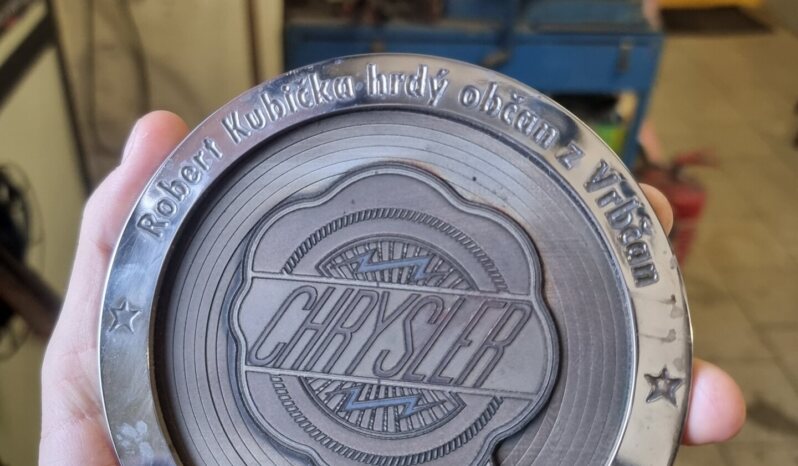 Robert Kubička hrdý občan z Vrbčan
CHRYSLER